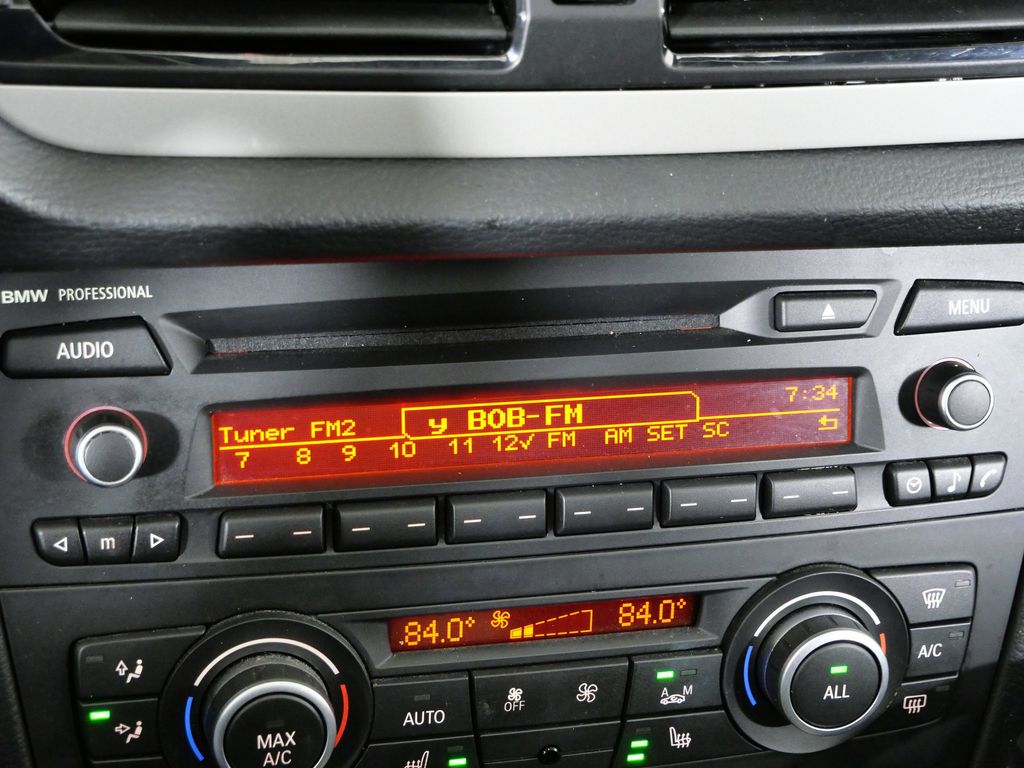 BMW PROFESSIONAL
AUDIO
MENU
Tuner FM2 y BOB-FM 7:34
7 8 9 10 11 12✓ FM AM SET SC
m
84.0° 84.0°
MAX
A/C
AUTO
OFF
A M
ALL
A/C